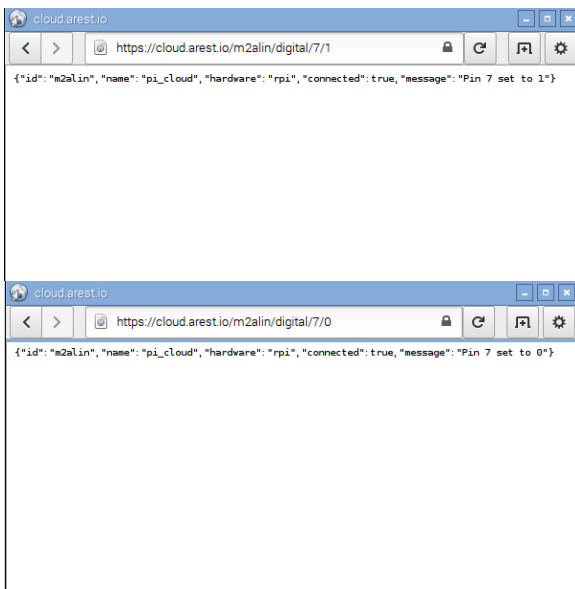 cloud.arest.io
https://cloud.arest.io/m2alin/digital/7/1
{"id":"m2alin","name":"pi_cloud","hardware":"rpi","connected":true,"message":"Pin 7 set to 1"}
cloud.arest.io
https://cloud.arest.io/m2alin/digital/7/0
{"id":"m2alin","name":"pi_cloud","hardware":"rpi","connected":true,"message":"Pin 7 set to 0"}